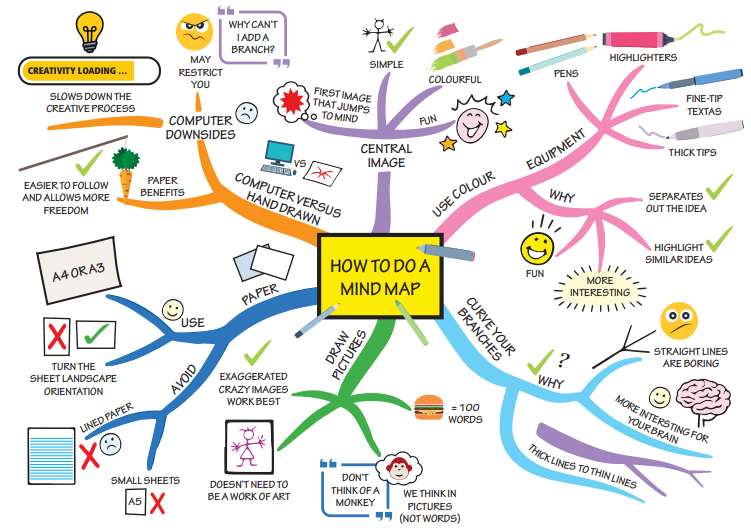 HOW TO DO A
MIND MAP
CENTRAL
IMAGE
FIRST IMAGE
THAT JUMPS
TO MIND
SIMPLE
COLOURFUL
FUN
USE COLOUR
EQUIPMENT
PENS
HIGHLIGHTERS
FINE-TIP
TEXTAS
THICK TIPS
WHY
SEPARATES
OUT THE IDEA
HIGHLIGHT
SIMILAR IDEAS
MORE
INTERESTING
FUN
CURVE YOUR
BRANCHES
?
WHY
STRAIGHT LINES
ARE BORING
MORE INTERSTING FOR
YOUR BRAIN
THICK LINES TO THIN LINES
DRAW
PICTURES
= 100
WORDS
WE THINK IN
PICTURES
(NOT WORDS)
DON'T
THINK OF A
MONKEY
DOESN'T NEED TO
BE A WORK OF ART
EXAGGERATED
CRAZY IMAGES
WORK BEST
PAPER
USE
A4 OR A3
TURN THE
SHEET LANDSCAPE
ORIENTATION
AVOID
LINED PAPER
SMALL SHEETS
A5
COMPUTER VERSUS
HAND DRAWN
VS
PAPER
BENEFITS
EASIER TO FOLLOW
AND ALLOWS MORE
FREEDOM
COMPUTER
DOWNSIDES
SLOWS DOWN THE
CREATIVE PROCESS
CREATIVITY LOADING ...
MAY
RESTRICT
YOU
WHY CAN'T
I ADD A
BRANCH?